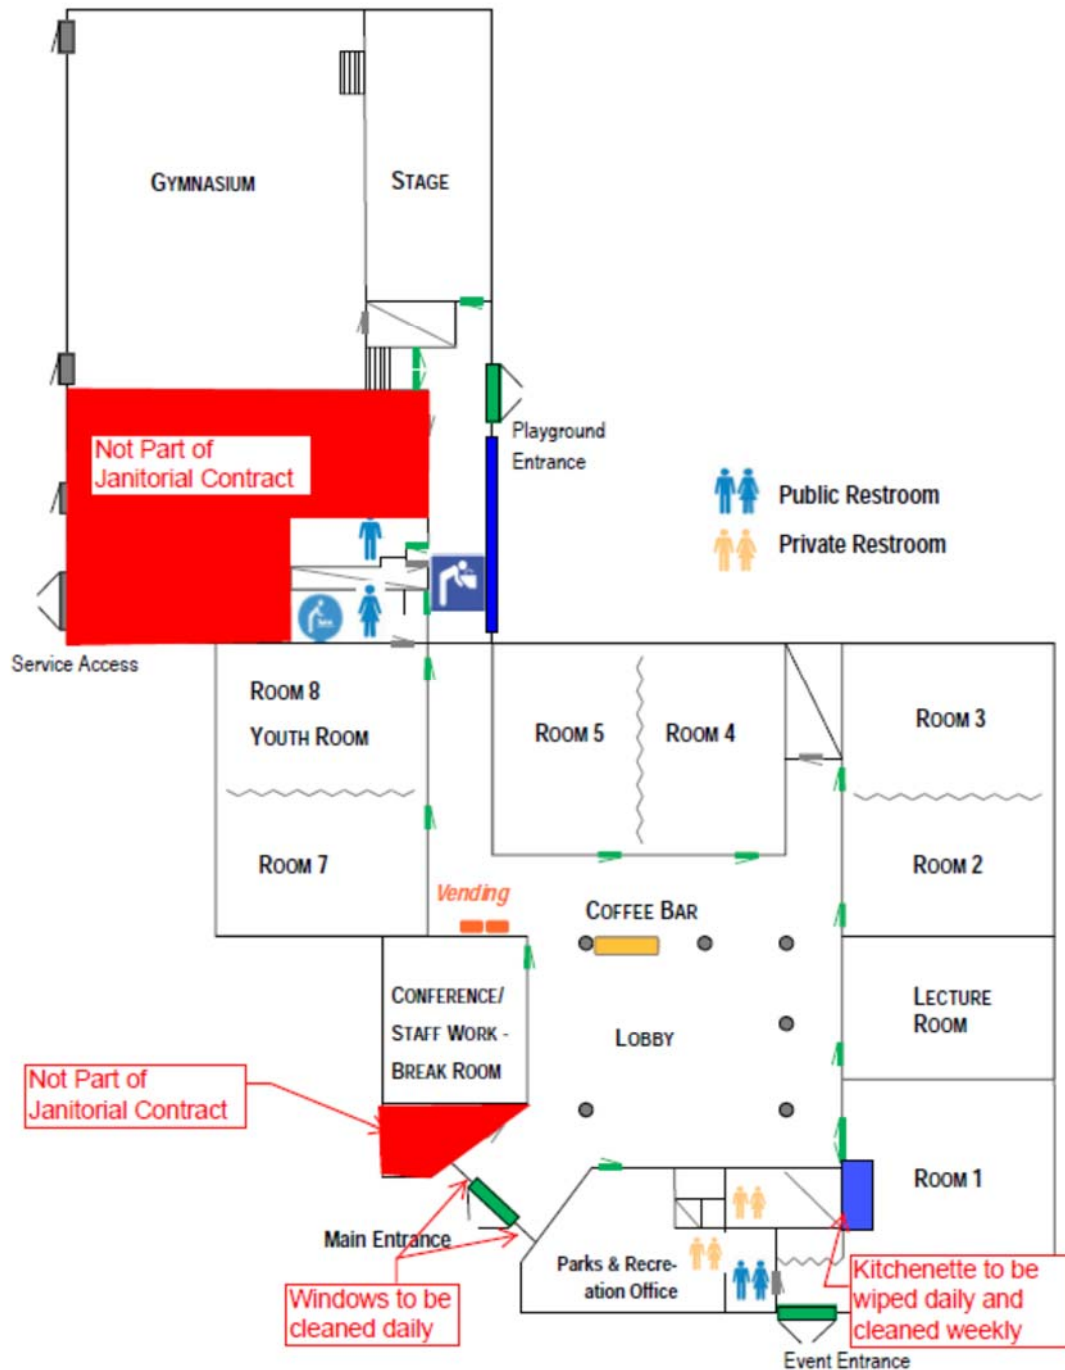 GYMNASIUM
STAGE
Not Part of
Janitorial Contract
Playground
Entrance
Public Restroom
Private Restroom
Service Access
ROOM 8
YOUTH ROOM
ROOM 5
ROOM 4
ROOM 3
ROOM 7
ROOM 2
Vending
COFFEE BAR
CONFERENCE/
STAFF WORK -
BREAK ROOM
LOBBY
LECTURE
ROOM
Not Part of
Janitorial Contract
ROOM 1
Main Entrance
Parks & Recre-
ation Office
Windows to be
cleaned daily
Kitchenette to be
wiped daily and
cleaned weekly
Event Entrance